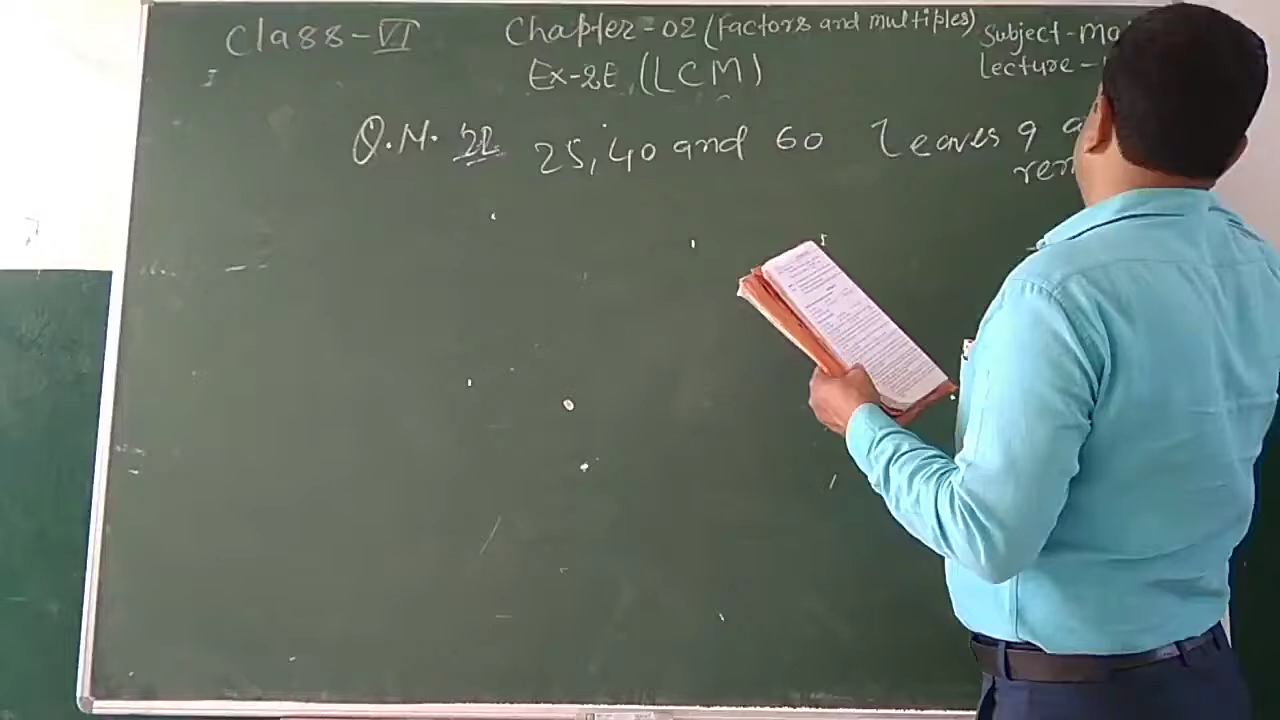 Class-VI
Chapter-02 (Factors and multiples)
Subject-Ma
Lecture-
Ex-2E, (LCM)
Q.N. 22 25, 40 and 60 leaves 9 a
rem